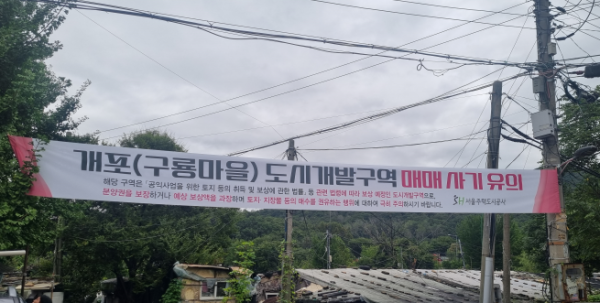 개포(구룡마을) 도시개발구역 매매 사기 유의
해당 구역은 「공익사업을 위한 토지 등의 취득 및 보상에 관한 법률」 등 관련 법령에 따라 보상 예정인 도시개발구역으로,
분양권을 보장하거나 예상 보상액을 과장하며 토지·지장물 등의 매수를 권유하는 행위에 대하여 각별 주의하시기 바랍니다.
SH 서울주택도시공사